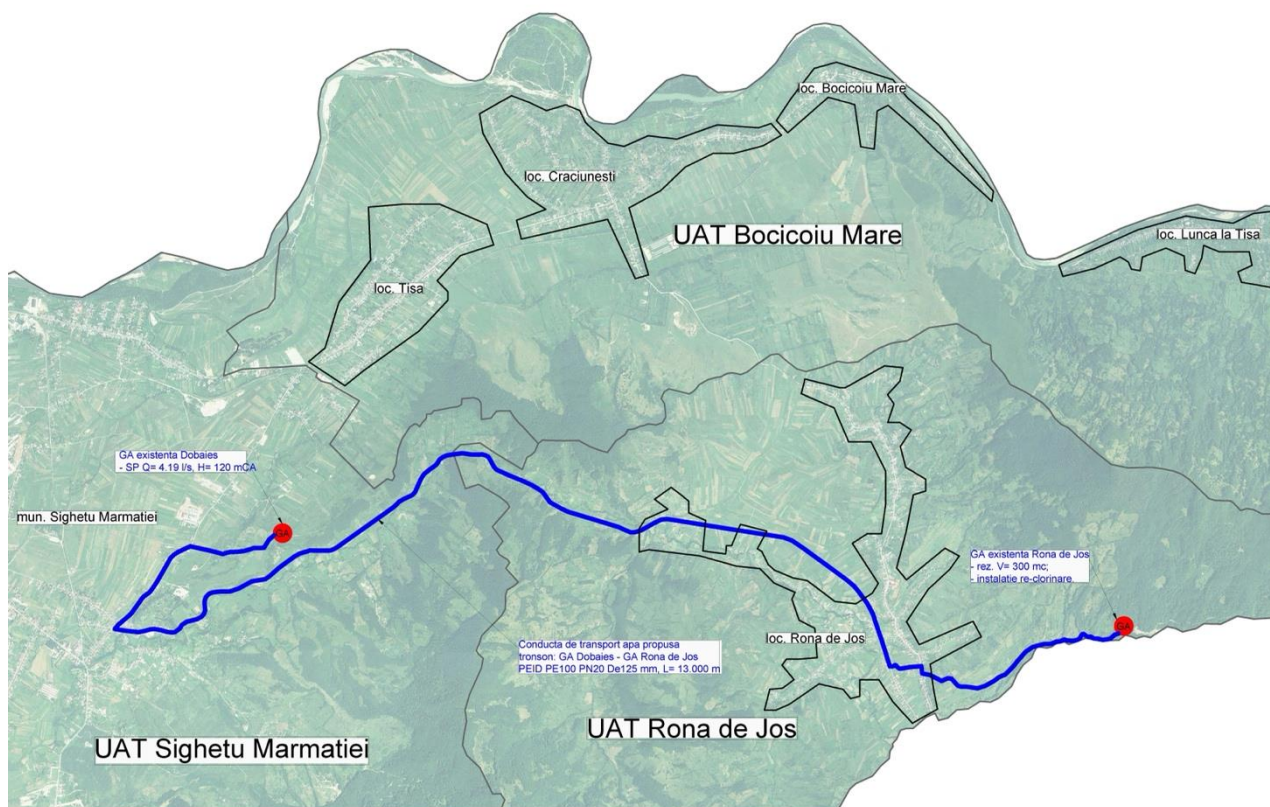 loc. Bocicoiu Mare
loc. Craciunesti
UAT Bocicoiu Mare
loc. Lunca la Tisa
loc. Tisa
GA existenta Dobaies
- SP Q= 4.19 l/s, H= 120 mCA
mun. Sighetu Marmatiei
GA
GA existenta Rona de Jos
- rez. V= 300 mc;
- instalatie re-clorinare.
GA
loc. Rona de Jos
Conducta de transport apa propusa
tronson: GA Dobaies - GA Rona de Jos
PEID PE100 PN20 De125 mm, L= 13.000 m
UAT Rona de Jos
UAT Sighetu Marmatiei